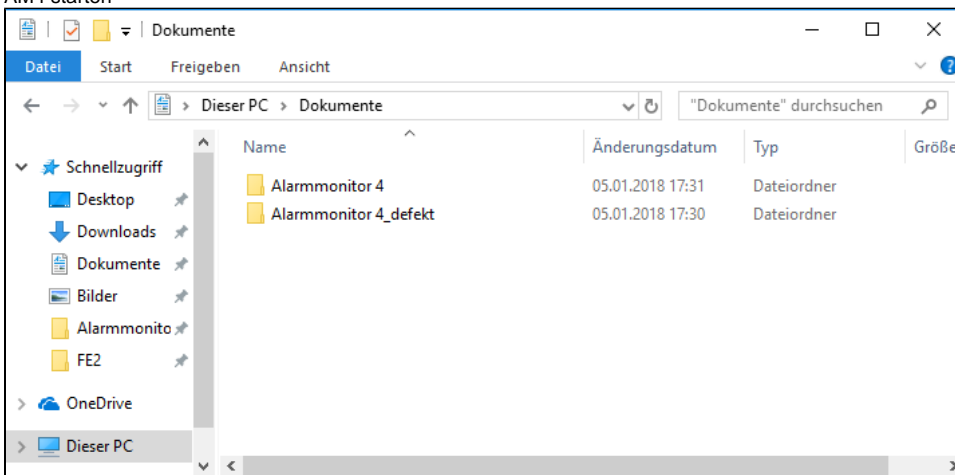 AM4 starten
Dokumente
Datei Start Freigeben Ansicht
Dieser PC > Dokumente "Dokumente" durchsuchen
Name Änderungsdatum Typ Größe
Schnellzugriff
Desktop
Downloads
Dokumente
Bilder
Alarmmonito
FE2
OneDrive
Dieser PC
Alarmmonitor 4 05.01.2018 17:31 Dateiordner
Alarmmonitor 4_defekt 05.01.2018 17:30 Dateiordner